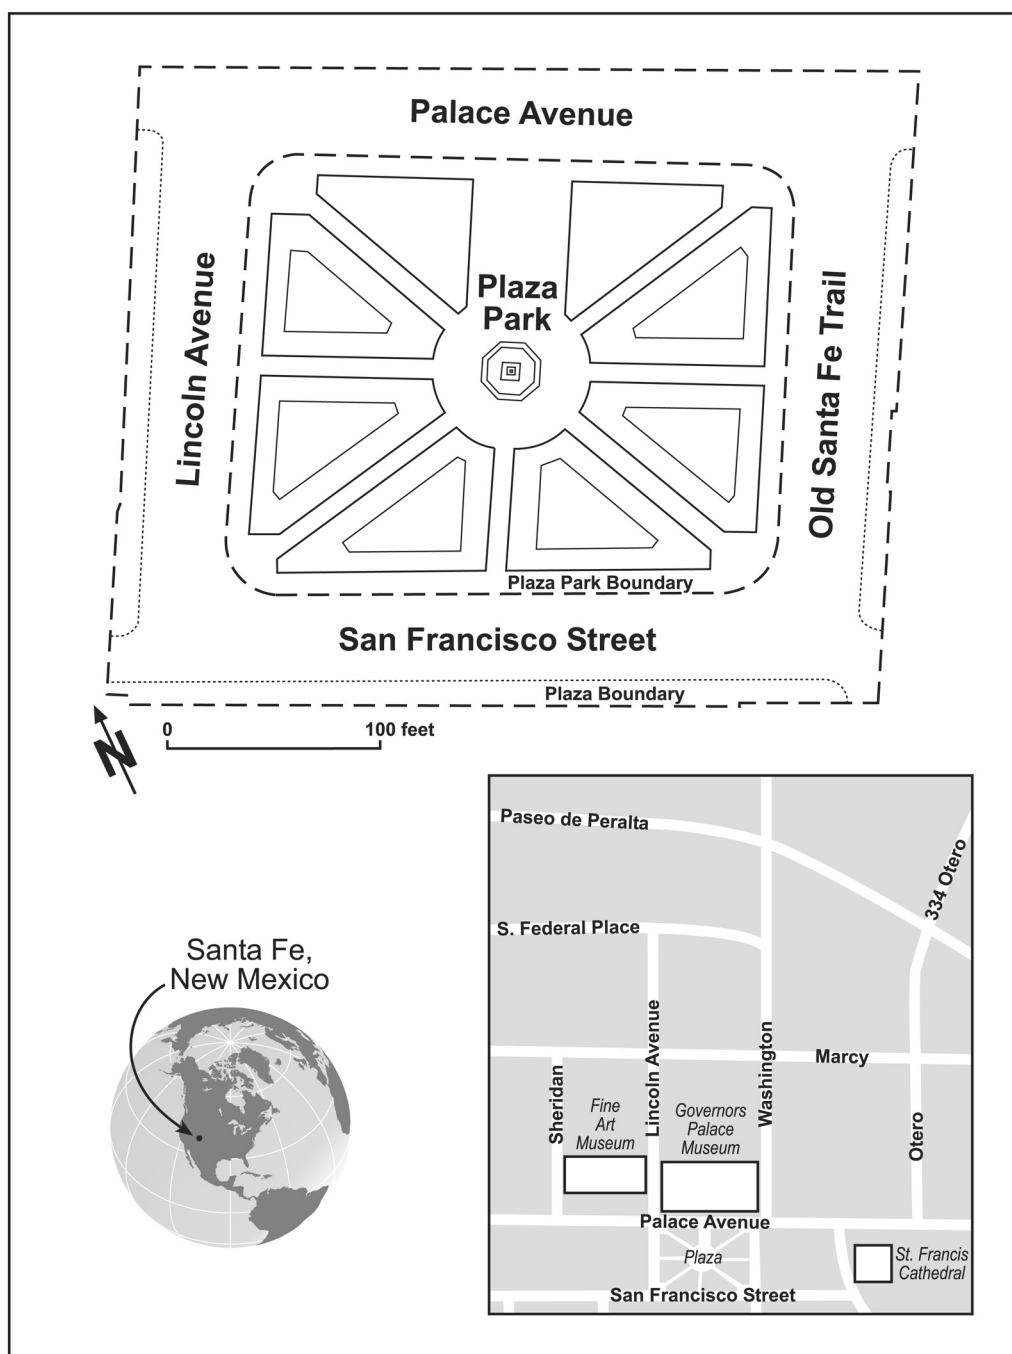 Palace Avenue
Lincoln Avenue
Plaza
Park
Old Santa Fe Trail
Plaza Park Boundary
San Francisco Street
Plaza Boundary
N
0 100 feet
Santa Fe,
New Mexico
Paseo de Peralta
334 Otero
S. Federal Place
Marcy
Sheridan
Lincoln Avenue
Washington
Otero
Fine
Art
Museum
Governors
Palace
Museum
Palace Avenue
Plaza
St. Francis
Cathedral
San Francisco Street